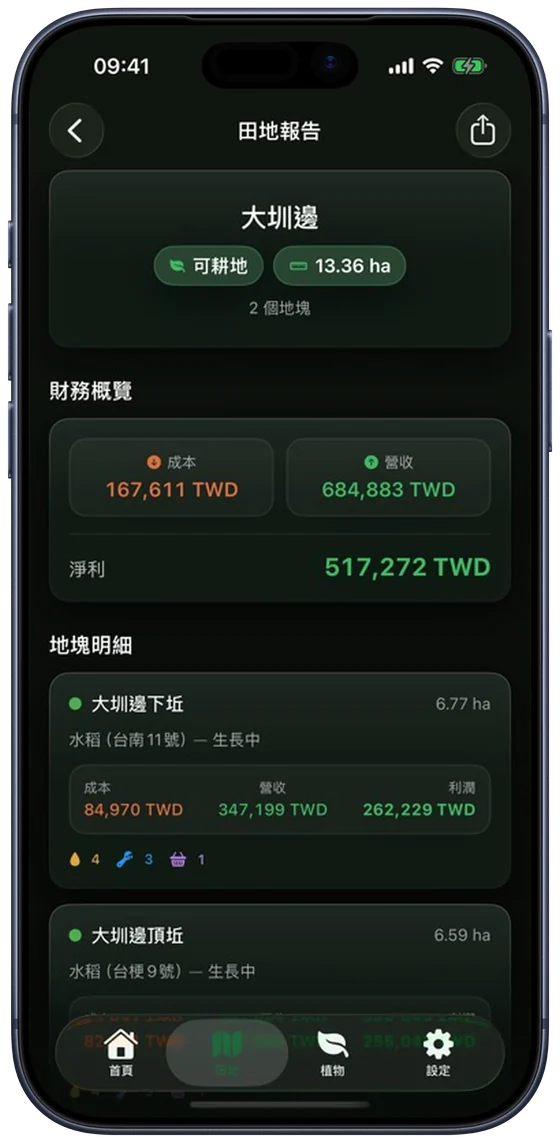 09:41
田地報告
大圳邊
可耕地 13.36 ha
2 個地塊
財務概覽
成本 營收
167,611 TWD 684,883 TWD
淨利 517,272 TWD
地塊明細
大圳邊下坵 6.77 ha
水稻 (台南11號) — 生長中
成本 營收 利潤
84,970 TWD 347,199 TWD 262,229 TWD
4 3 1
大圳邊頂坵 6.59 ha
水稻 (台梗9號) — 生長中
首頁 田地 植物 設定